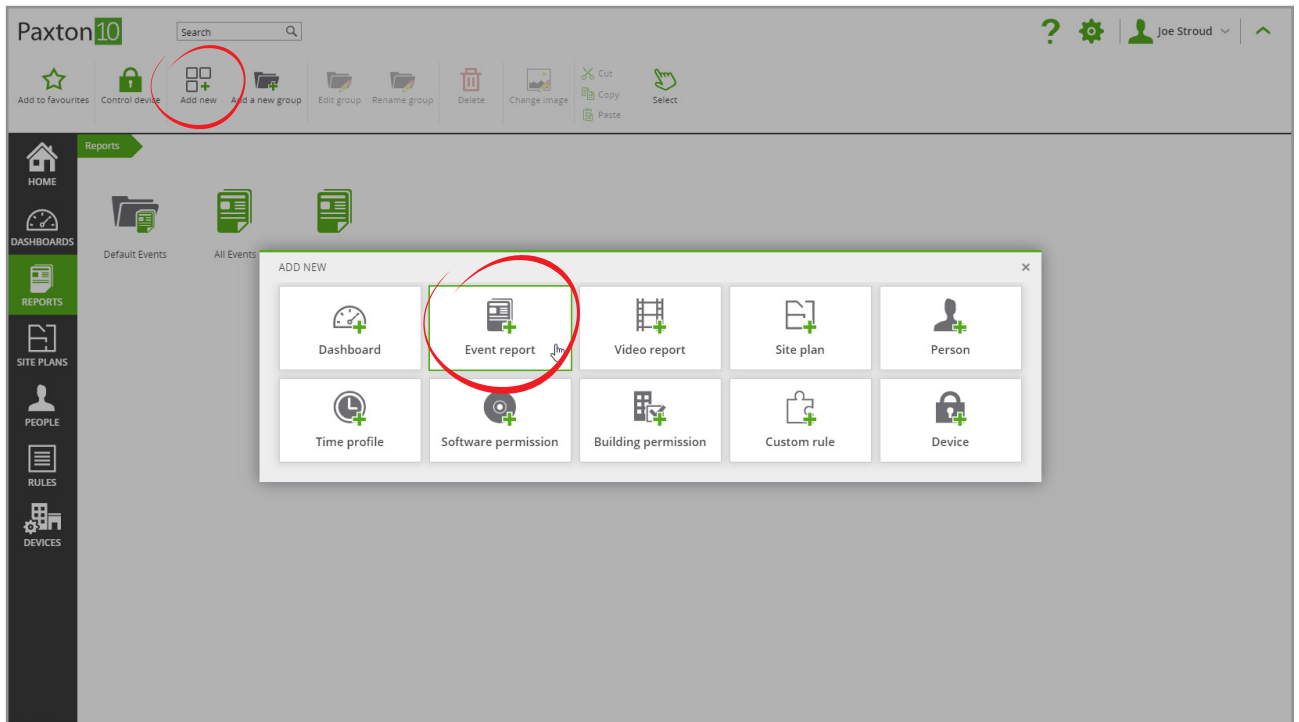 Paxton10
Search
Joe Stroud
Add to favourites
Control device
Add new
Add a new group
Edit group
Rename group
Delete
Change image
Cut
Copy
Paste
Select
HOME
DASHBOARDS
REPORTS
SITE PLANS
PEOPLE
RULES
DEVICES
Reports
Default Events
All Events
ADD NEW
Dashboard
Event report
Video report
Site plan
Person
Time profile
Software permission
Building permission
Custom rule
Device